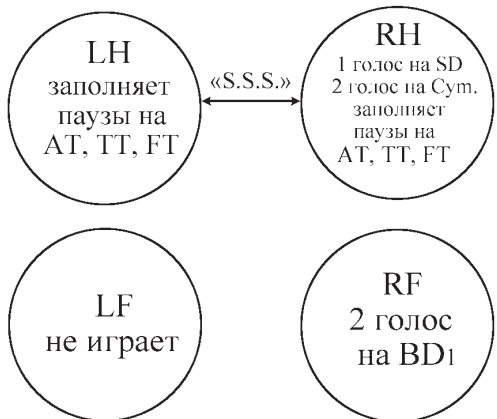 LH
заполняет
паузы на
AT, TT, FT
«S.S.S.»
RH
1 голос на SD
2 голос на Cym.
заполняет
паузы на
AT, TT, FT
LF
не играет
RF
2 голос
на BD1